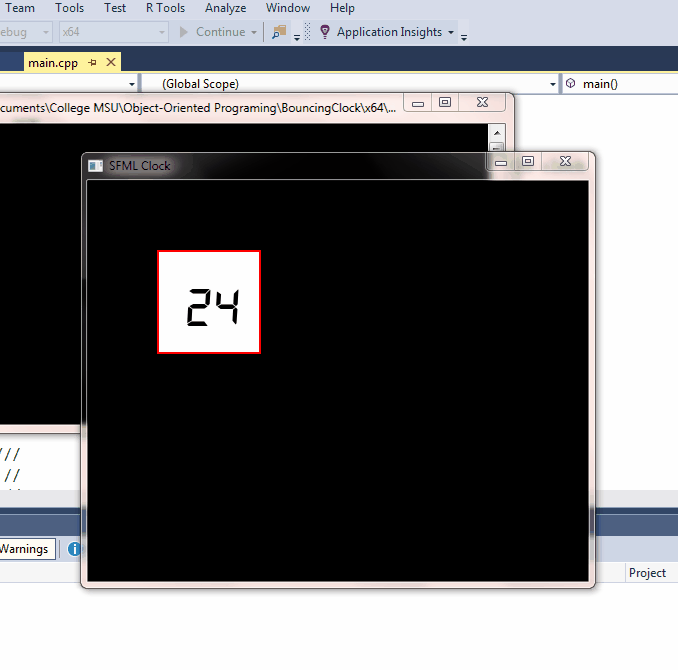 Team Tools Test R Tools Analyze Window Help
ebug x64 Continue Application Insights
main.cpp
(Global Scope) main()
cuments\College MSU\Object-Oriented Programing\BouncingClock\x64\...
SFML Clock
24
///
//
Warnings
Project